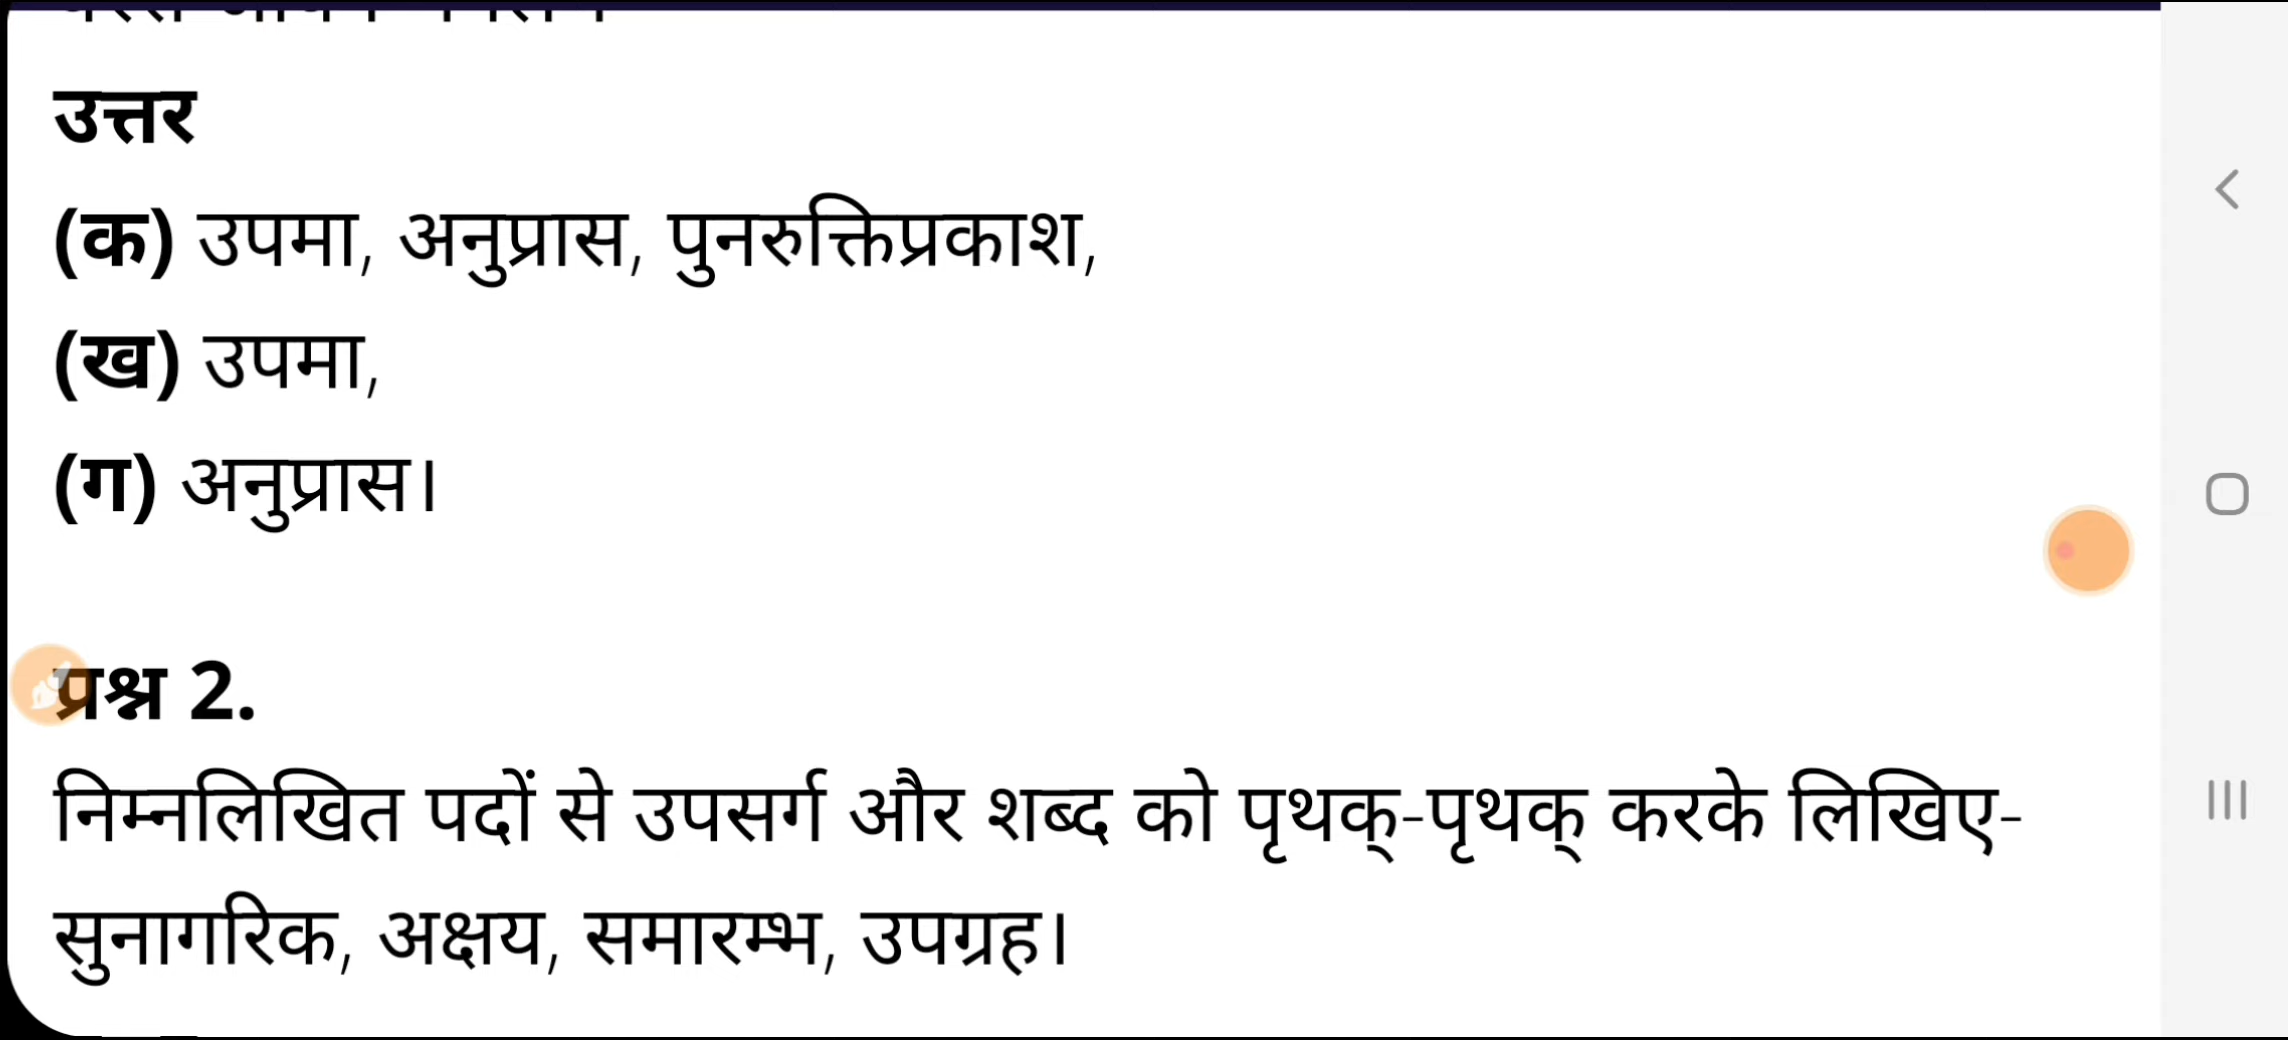 उत्तर
(क) उपमा, अनुप्रास, पुनरुक्तिप्रकाश,
(ख) उपमा,
(ग) अनुप्रास।
प्रश्न 2.
निम्नलिखित पदों से उपसर्ग और शब्द को पृथक्-पृथक् करके लिखिए-
सुनागरिक, अक्षय, समारम्भ, उपग्रह।